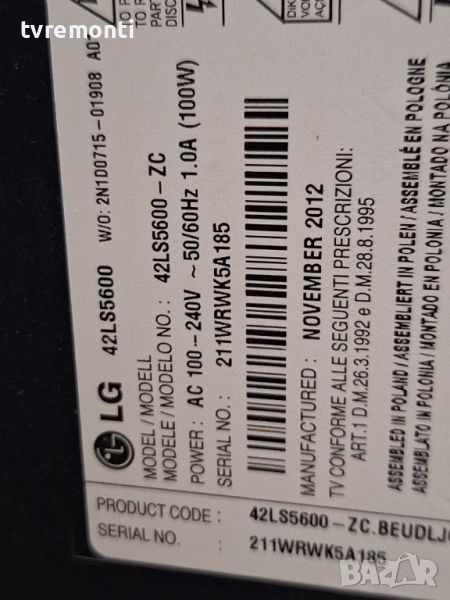 tvremonti
LG 42LS5600 W/O: 2N1D0715-01908
MODEL / MODELL
MODELE / MODELO NO. : 42LS5600-ZC
POWER : AC 100-240V ~ 50/60Hz 1.0A (100W)
SERIAL NO. : 211WRWK5A185
MANUFACTURED : NOVEMBER 2012
TV CONFORME ALLE SEGUENTI PRESCRIZIONI:
ART.1 D.M.26.3.1992 e D.M.28.8.1995
ASSEMBLED IN POLAND / ASSEMBLIERT IN POLEN / ASSEMBLÉ EN POLOGNE
ASSEMBLATO IN POLONIA / MONTADO EN POLONIA / MONTADO NA POLÓNIA
PRODUCT CODE : 42LS5600-ZC.BEUDLJ
SERIAL NO. : 211WRWK5A185
BAZAR